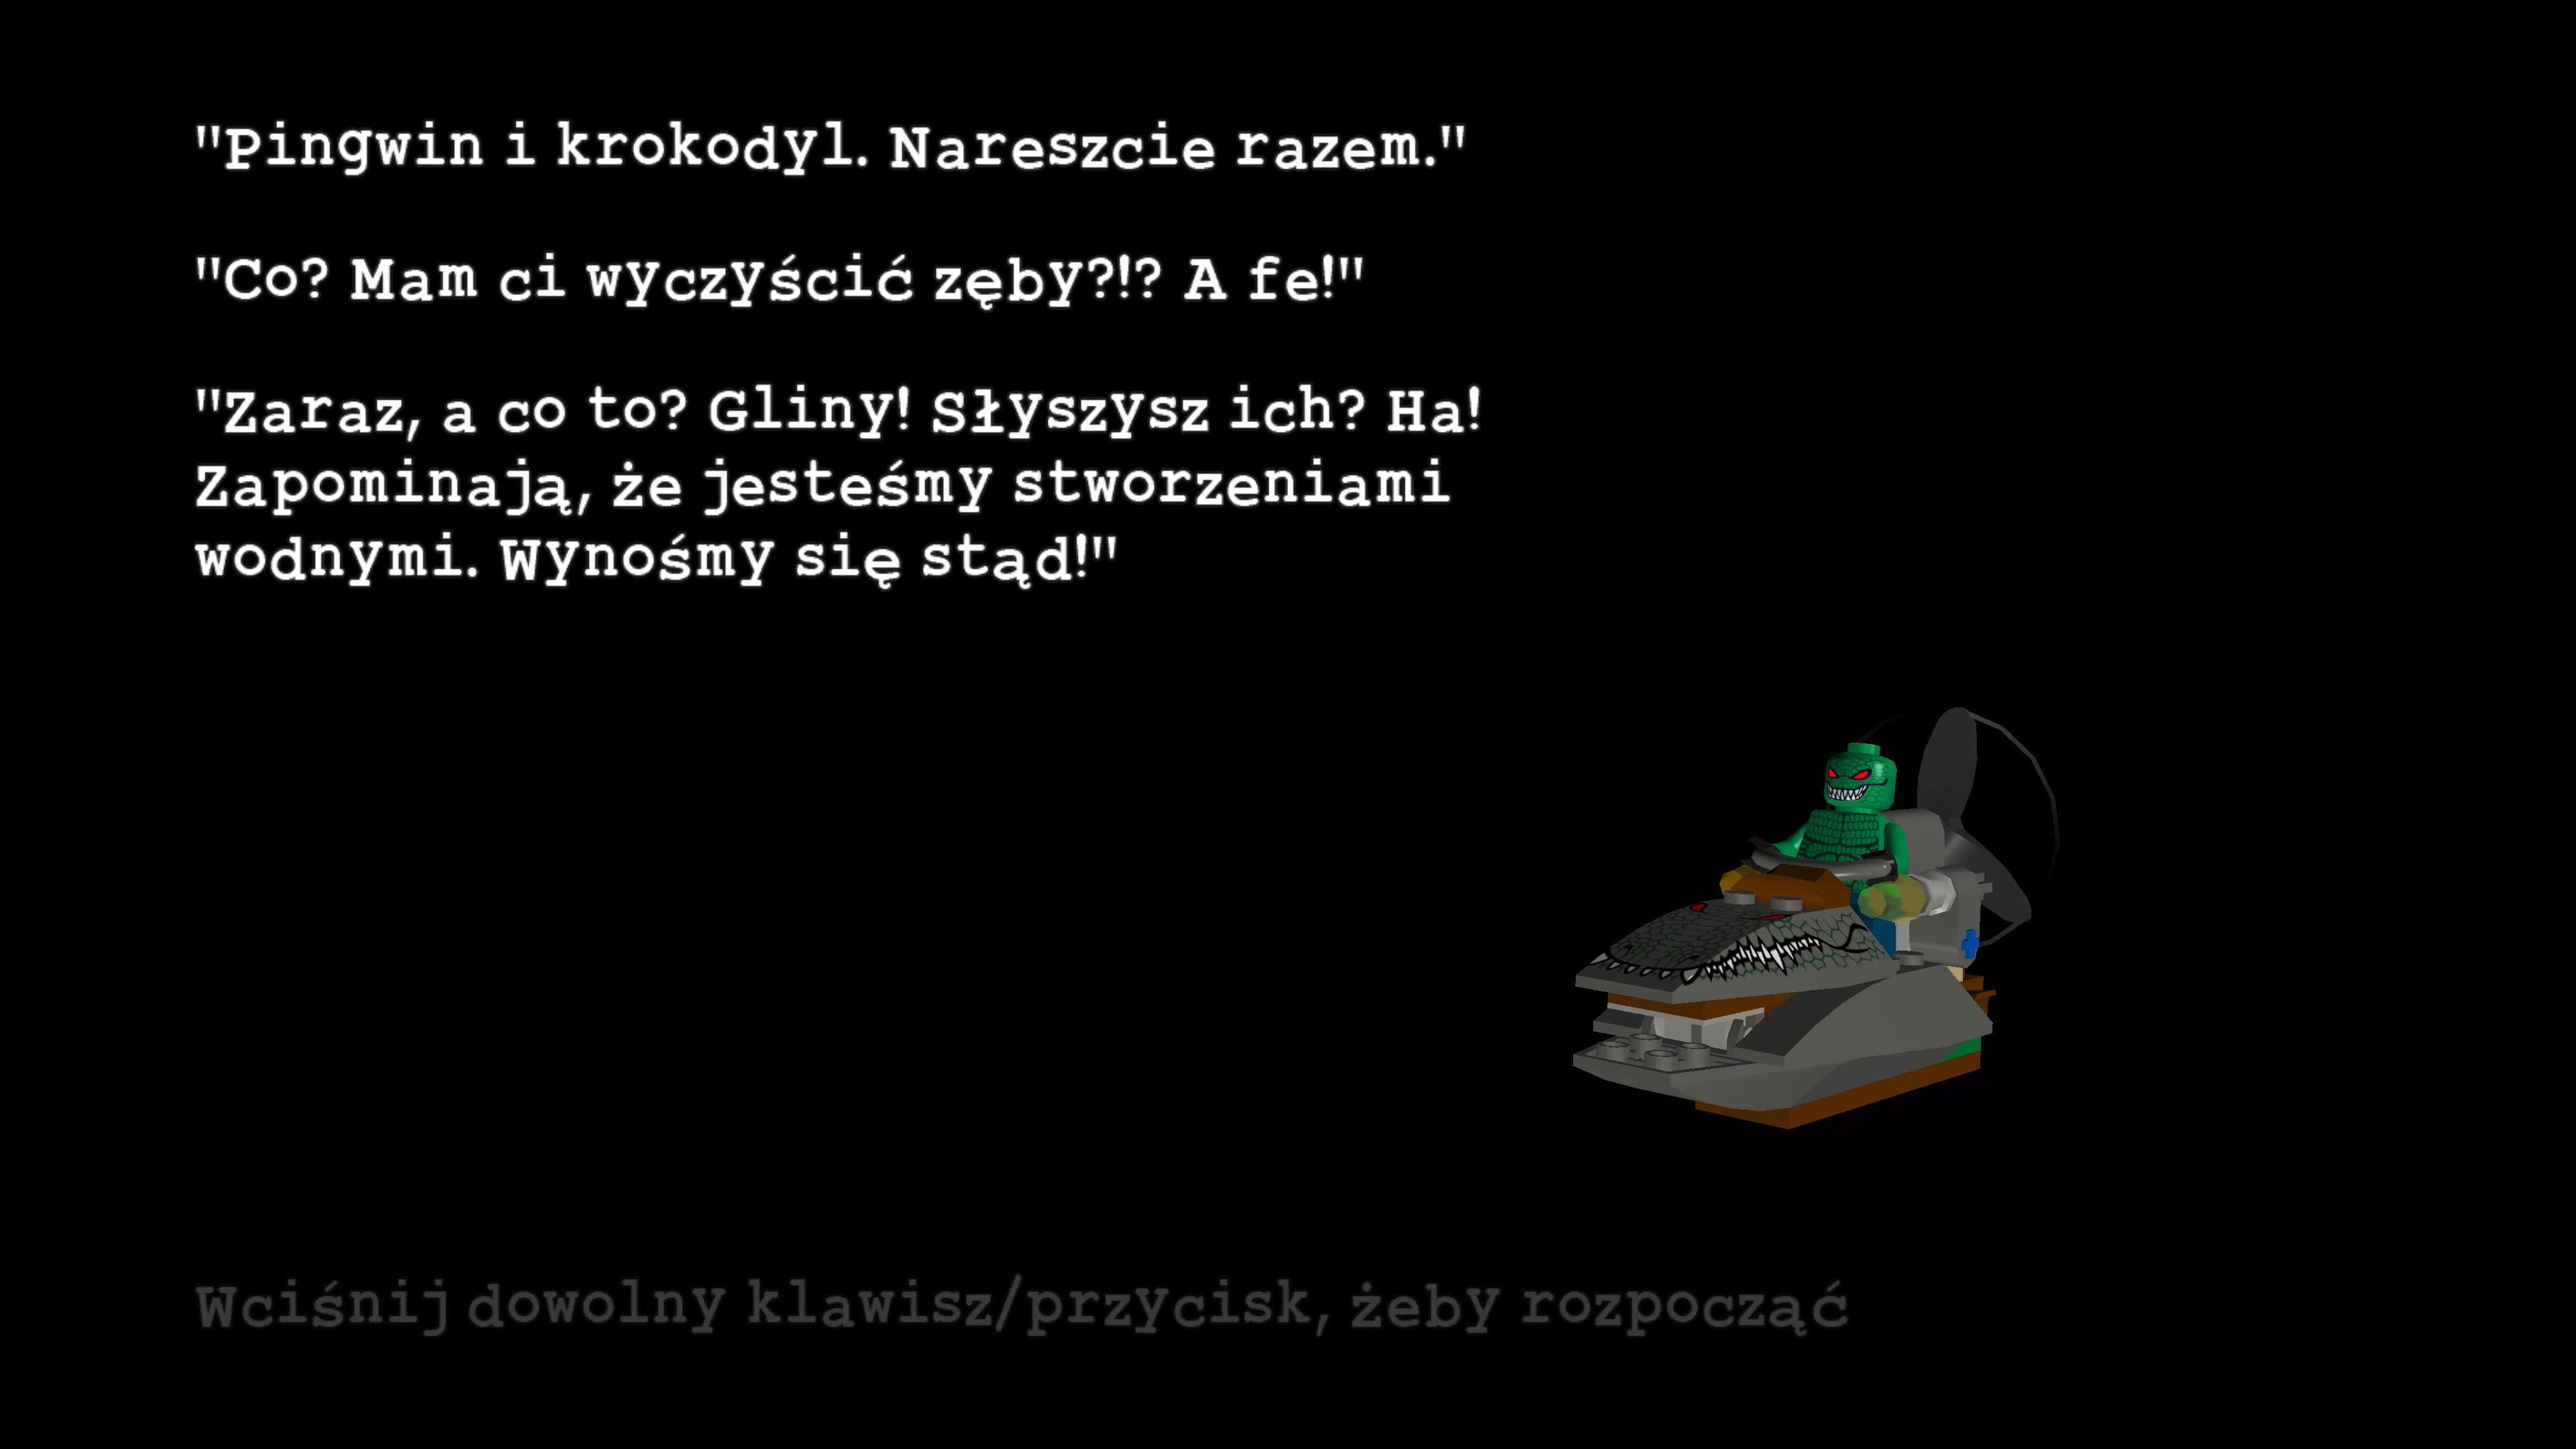 "Pingwin i krokodyl. Nareszcie razem."
"Co? Mam ci wyczyścić zęby?!? A fe!"
"Zaraz, a co to? Gliny! Słyszysz ich? Ha!
Zapominają, że jesteśmy stworzeniami
wodnymi. Wynośmy się stąd!"
Wciśnij dowolny klawisz/przycisk, żeby rozpocząć